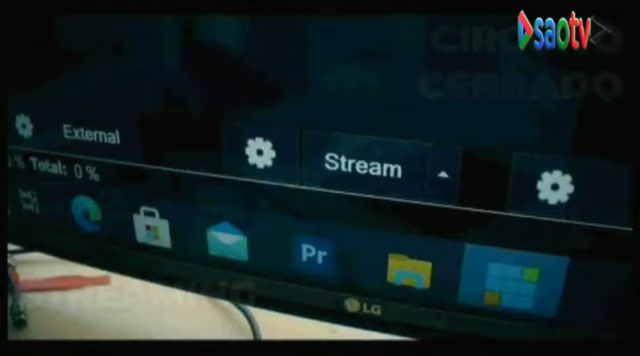 saotv
CIRCUITO
CERRADO
External
Stream
% Total: 0 %
Pr
LG